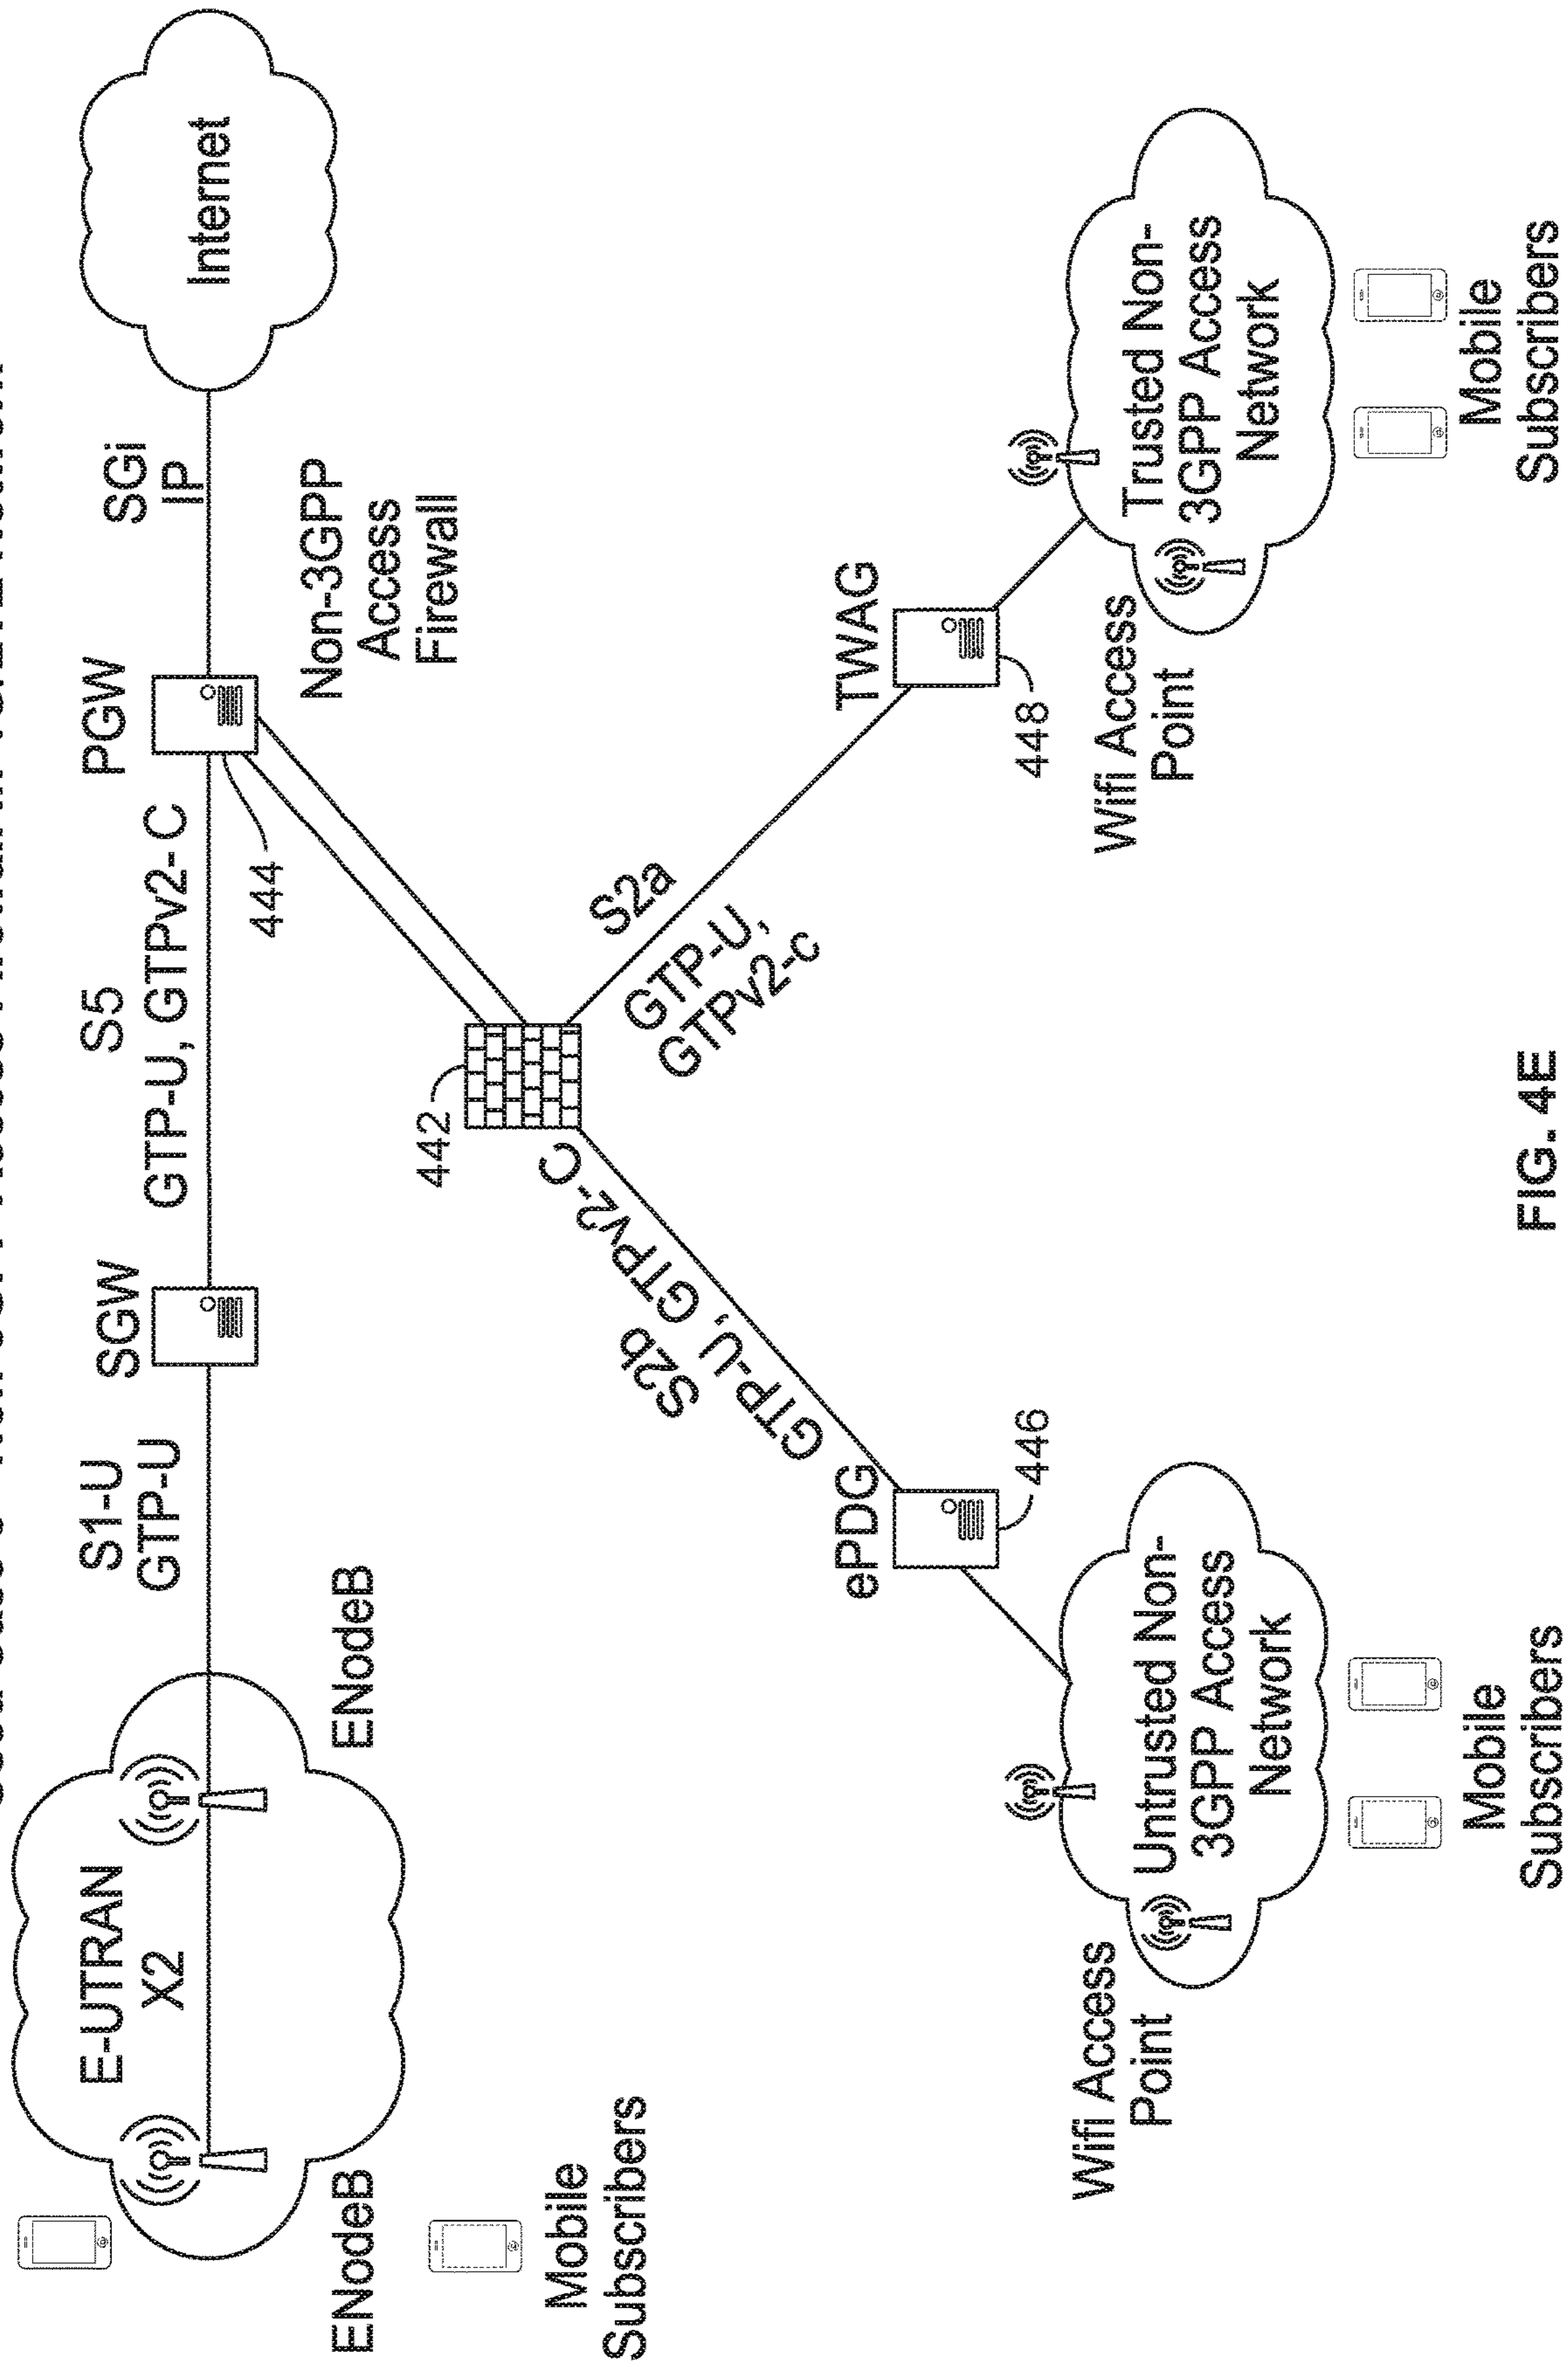 E-UTRAN
X2
ENodeB
ENodeB
Mobile
Subscribers
S1-U
GTP-U
SGW
S5
GTP-U, GTPv2- C
PGW
444
SGi
IP
Internet
Non-3GPP
Access
Firewall
442
S2b
GTP-U, GTPv2-C
S2a
GTP-U,
GTPv2-c
ePDG
446
TWAG
448
Wifi Access
Point
Untrusted Non-
3GPP Access
Network
Mobile
Subscribers
Wifi Access
Point
Trusted Non-
3GPP Access
Network
Mobile
Subscribers
FIG. 4E